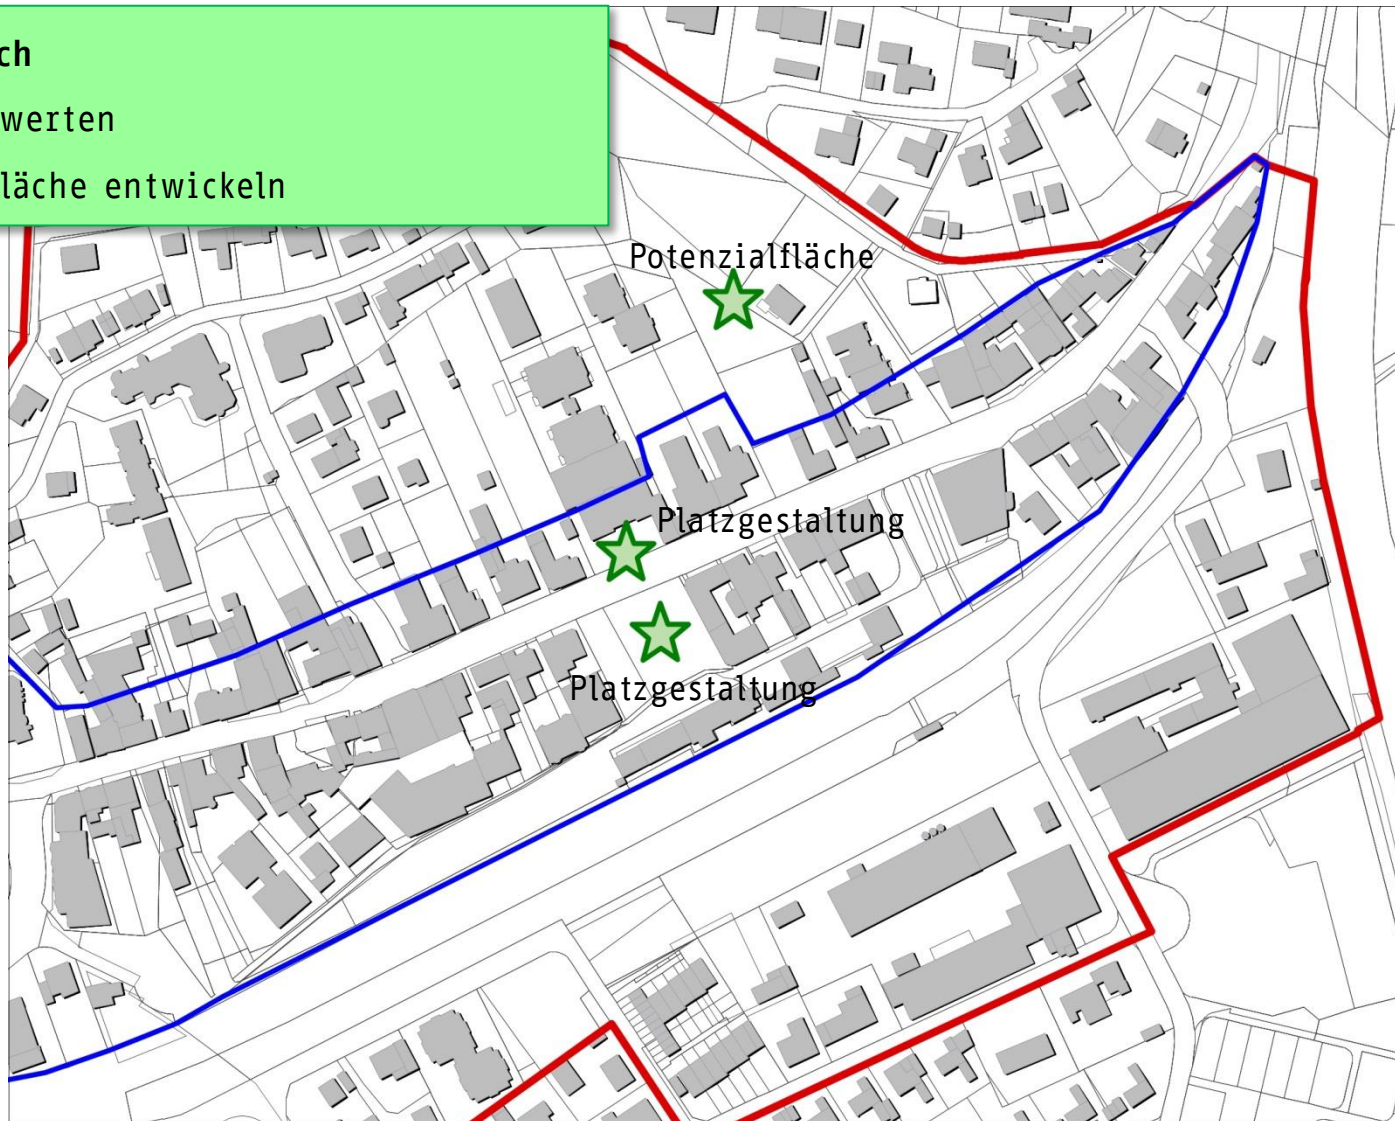 ch
werten
läche entwickeln
Potenzialfläche
Platzgestaltung
Platzgestaltung